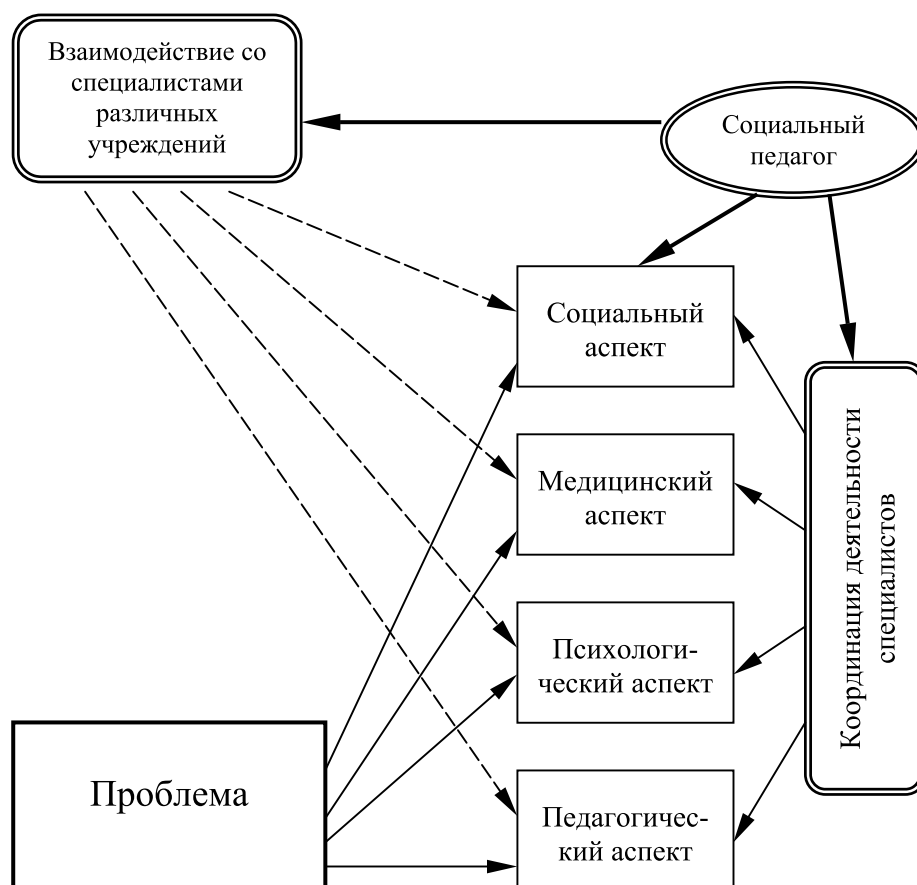 Взаимодействие со
специалистами
различных
учреждений
Социальный
педагог
Социальный
аспект
Медицинский
аспект
Психологи-
ческий аспект
Педагогичес-
кий аспект
Координация деятельности
специалистов
Проблема